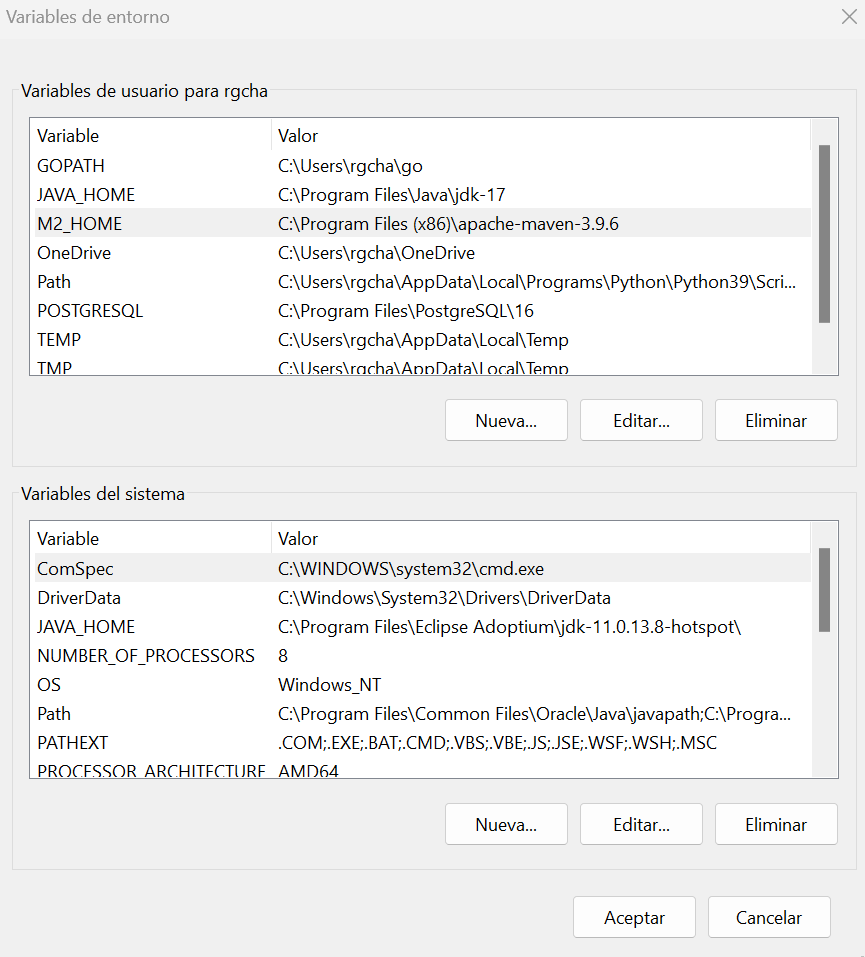 Variables de entorno
Variables de usuario para rgcha
Variable Valor
GOPATH C:\Users\rgcha\go
JAVA_HOME C:\Program Files\Java\jdk-17
M2_HOME C:\Program Files (x86)\apache-maven-3.9.6
OneDrive C:\Users\rgcha\OneDrive
Path C:\Users\rgcha\AppData\Local\Programs\Python\Python39\Scri...
POSTGRESQL C:\Program Files\PostgreSQL\16
TEMP C:\Users\rgcha\AppData\Local\Temp
TMP C:\Users\rgcha\AppData\Local\Temp
Nueva... Editar... Eliminar
Variables del sistema
Variable Valor
ComSpec C:\WINDOWS\system32\cmd.exe
DriverData C:\Windows\System32\Drivers\DriverData
JAVA_HOME C:\Program Files\Eclipse Adoptium\jdk-11.0.13.8-hotspot\
NUMBER_OF_PROCESSORS 8
OS Windows_NT
Path C:\Program Files\Common Files\Oracle\Java\javapath;C:\Progra...
PATHEXT .COM;.EXE;.BAT;.CMD;.VBS;.VBE;.JS;.JSE;.WSF;.WSH;.MSC
PROCESSOR_ARCHITECTURE AMD64
Nueva... Editar... Eliminar
Aceptar Cancelar